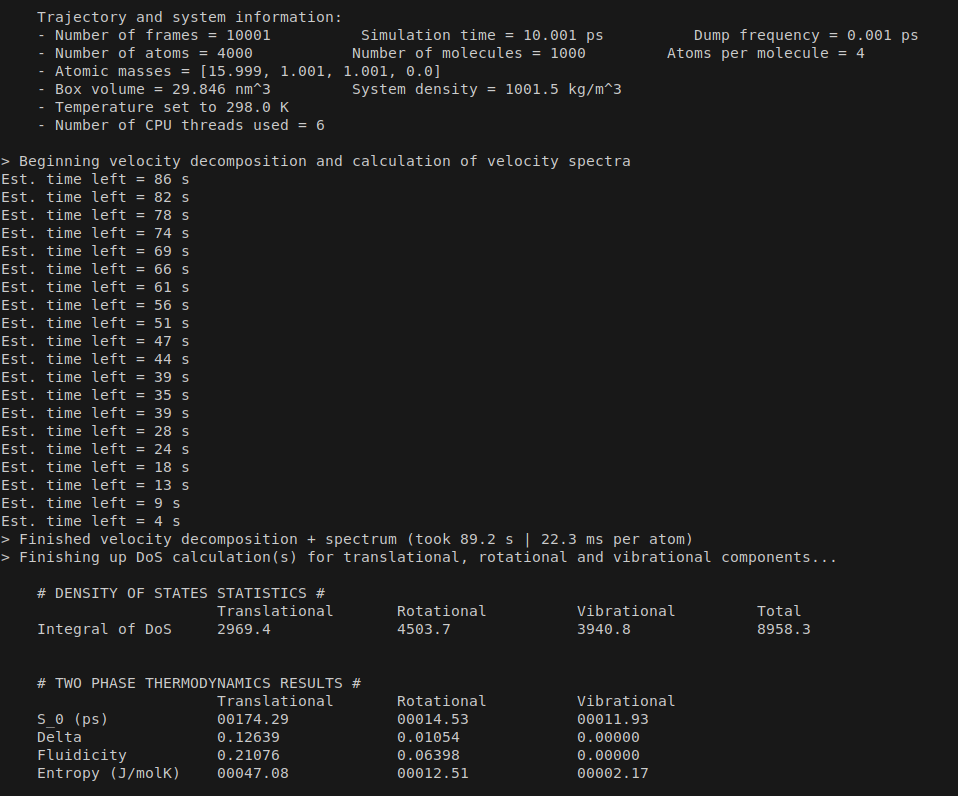 Trajectory and system information:
- Number of frames = 10001 Simulation time = 10.001 ps Dump frequency = 0.001 ps
- Number of atoms = 4000 Number of molecules = 1000 Atoms per molecule = 4
- Atomic masses = [15.999, 1.001, 1.001, 0.0]
- Box volume = 29.846 nm^3 System density = 1001.5 kg/m^3
- Temperature set to 298.0 K
- Number of CPU threads used = 6
> Beginning velocity decomposition and calculation of velocity spectra
Est. time left = 86 s
Est. time left = 82 s
Est. time left = 78 s
Est. time left = 74 s
Est. time left = 69 s
Est. time left = 66 s
Est. time left = 61 s
Est. time left = 56 s
Est. time left = 51 s
Est. time left = 47 s
Est. time left = 44 s
Est. time left = 39 s
Est. time left = 35 s
Est. time left = 39 s
Est. time left = 28 s
Est. time left = 24 s
Est. time left = 18 s
Est. time left = 13 s
Est. time left = 9 s
Est. time left = 4 s
> Finished velocity decomposition + spectrum (took 89.2 s | 22.3 ms per atom)
> Finishing up DoS calculation(s) for translational, rotational and vibrational components...
# DENSITY OF STATES STATISTICS #
Translational Rotational Vibrational Total
Integral of DoS 2969.4 4503.7 3940.8 8958.3
# TWO PHASE THERMODYNAMICS RESULTS #
Translational Rotational Vibrational
S_0 (ps) 00174.29 00014.53 00011.93
Delta 0.12639 0.01054 0.00000
Fluidicity 0.21076 0.06398 0.00000
Entropy (J/molK) 00047.08 00012.51 00002.17